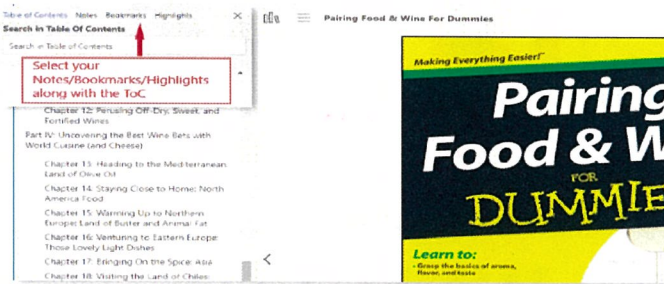 Table of Contents Notes Bookmarks Highlights
Search in Table Of Contents
Search in Table of Contents
Select your
Notes/Bookmarks/Highlights
along with the ToC
Chapter 12: Perusing Off-Dry, Sweet, and
Fortified Wines
Part IV: Uncovering the Best Wine Bets with
World Cuisine (and Cheese)
Chapter 13: Heading to the Mediterranean:
Land of Olive Oil
Chapter 14: Staying Close to Home: North
America Food
Chapter 15: Warming Up to Northern
Europe: Land of Butter and Animal Fat
Chapter 16: Venturing to Eastern Europe:
Those Lovely Light Dishes
Chapter 17: Bringing On the Spice: Asia
Chapter 18: Visiting the Land of Chiles:
Pairing Food & Wine For Dummies
Making Everything Easier!™
Pairing
Food & W
FOR
DUMMIE
Learn to:
• Grasp the basics of aroma,
flavor, and taste